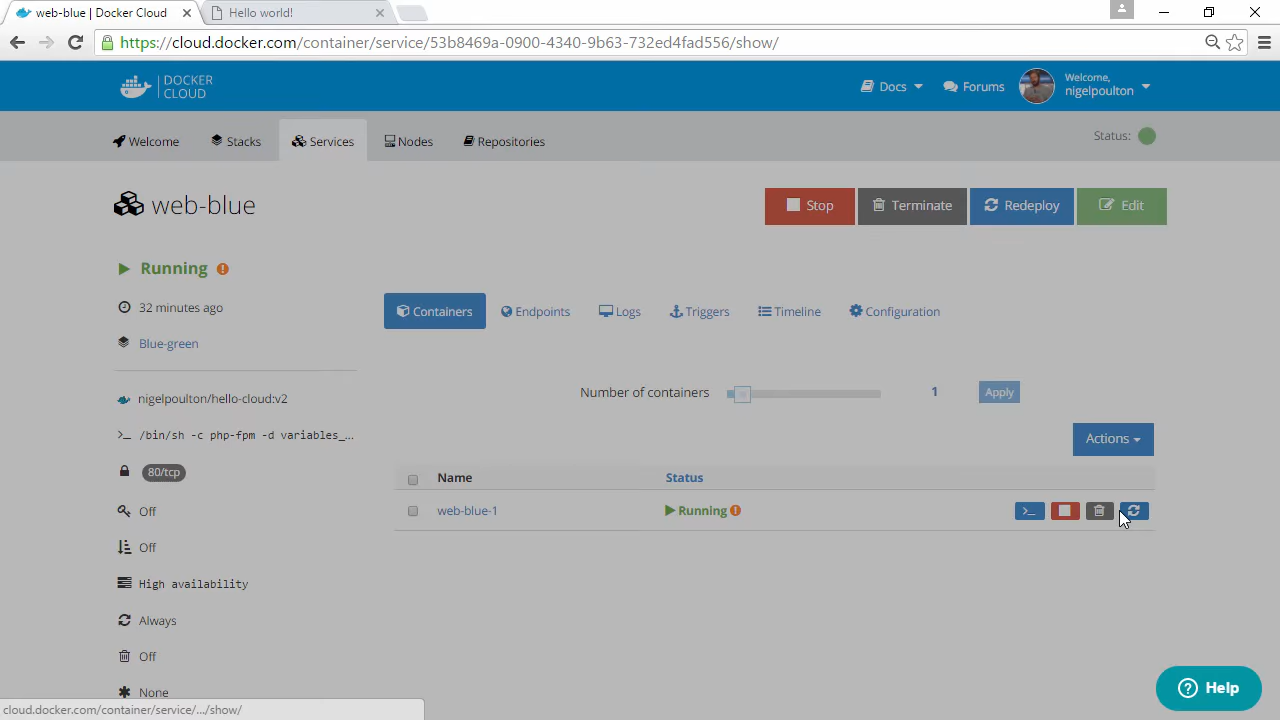 web-blue | Docker Cloud
Hello world!
https://cloud.docker.com/container/service/53b8469a-0900-4340-9b63-732ed4fad556/show/
DOCKER CLOUD
Docs
Forums
Welcome,
nigelpoulton
Welcome
Stacks
Services
Nodes
Repositories
Status:
web-blue
Stop
Terminate
Redeploy
Edit
Running
32 minutes ago
Blue-green
nigelpoulton/hello-cloud:v2
/bin/sh -c php-fpm -d variables_...
80/tcp
Off
Off
High availability
Always
Off
None
Containers
Endpoints
Logs
Triggers
Timeline
Configuration
Number of containers
1
Apply
Actions
Name
Status
web-blue-1
Running
Help
cloud.docker.com/container/service/.../show/